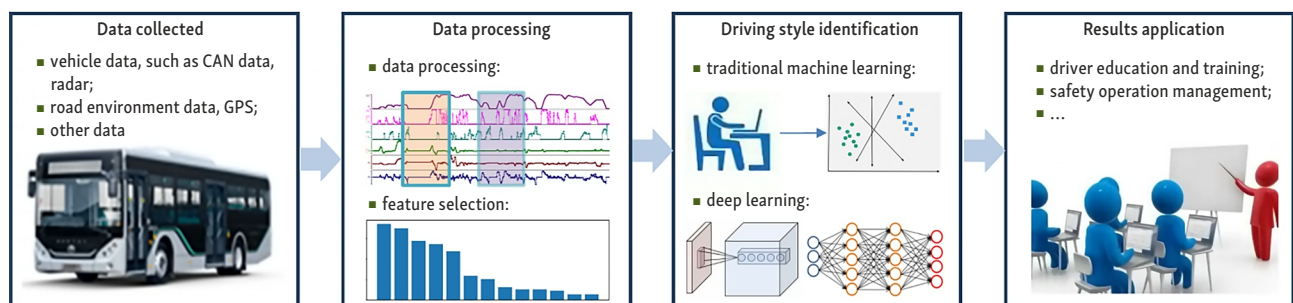 Data collected
vehicle data, such as CAN data,
radar;
road environment data, GPS;
other data
Data processing
data processing:
feature selection:
Driving style identification
traditional machine learning:
deep learning:
Results application
driver education and training;
safety operation management;
...